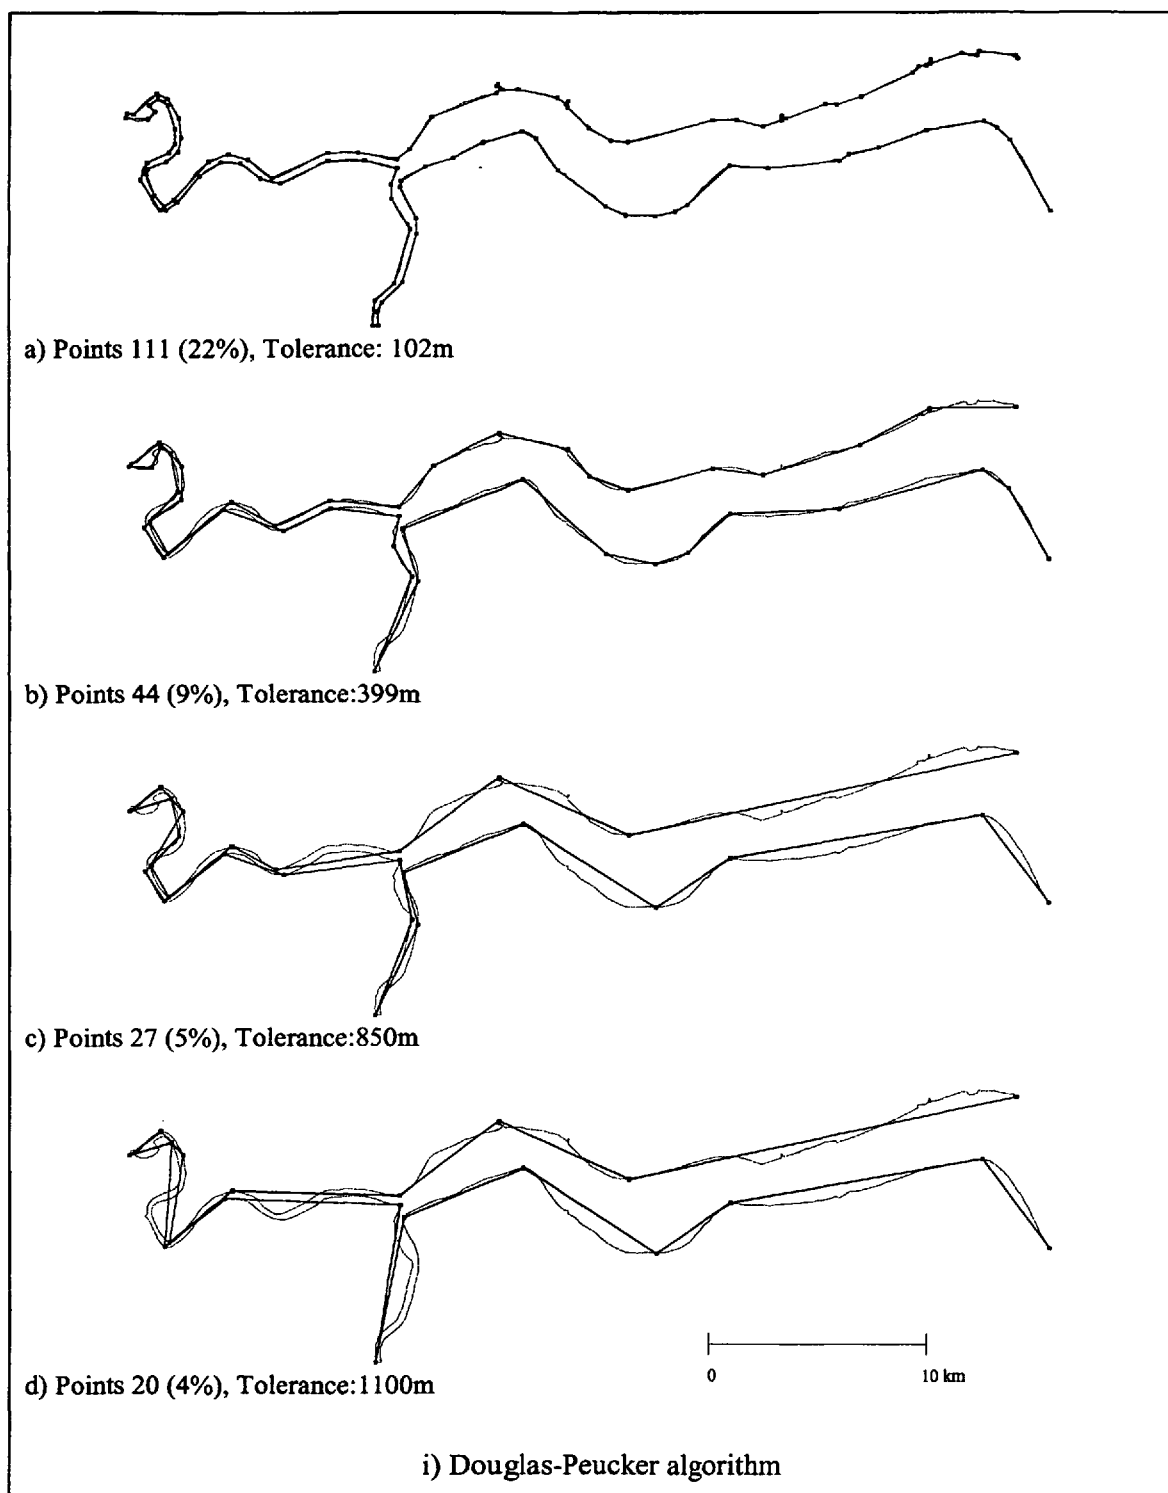 a) Points 111 (22%), Tolerance: 102m
b) Points 44 (9%), Tolerance:399m
c) Points 27 (5%), Tolerance:850m
d) Points 20 (4%), Tolerance:1100m
0 10 km
i) Douglas-Peucker algorithm